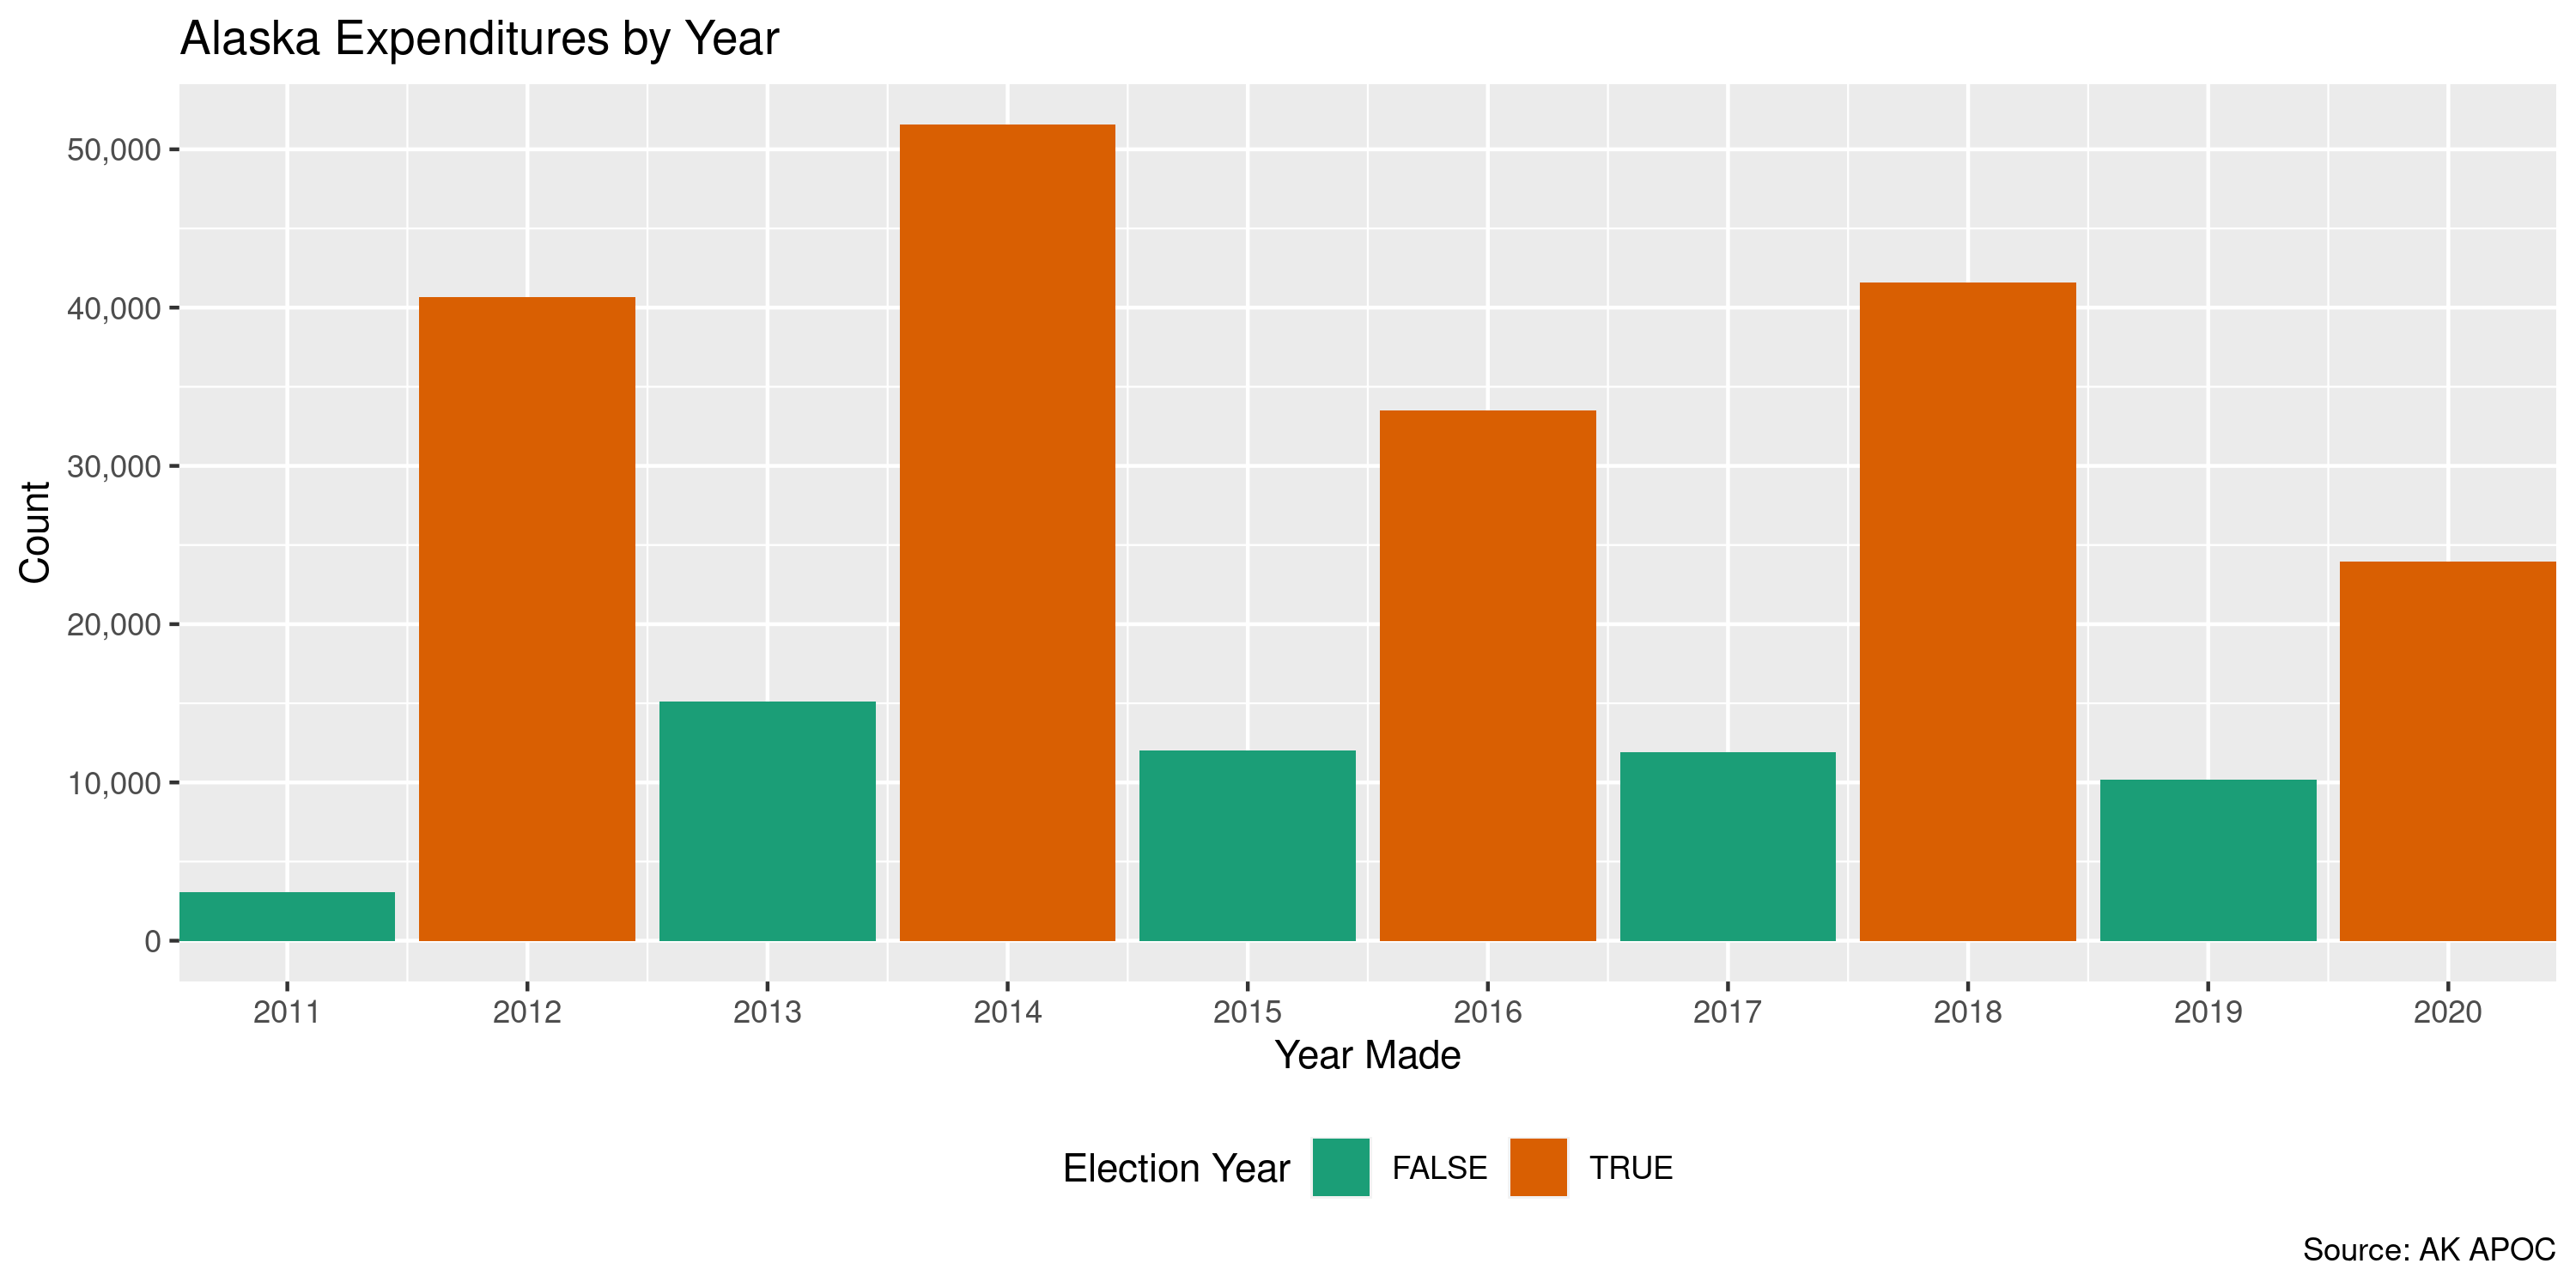 Alaska Expenditures by Year
Count
50,000
40,000
30,000
20,000
10,000
0
2011 2012 2013 2014 2015 2016 2017 2018 2019 2020
Year Made
Election Year FALSE TRUE
Source: AK APOC